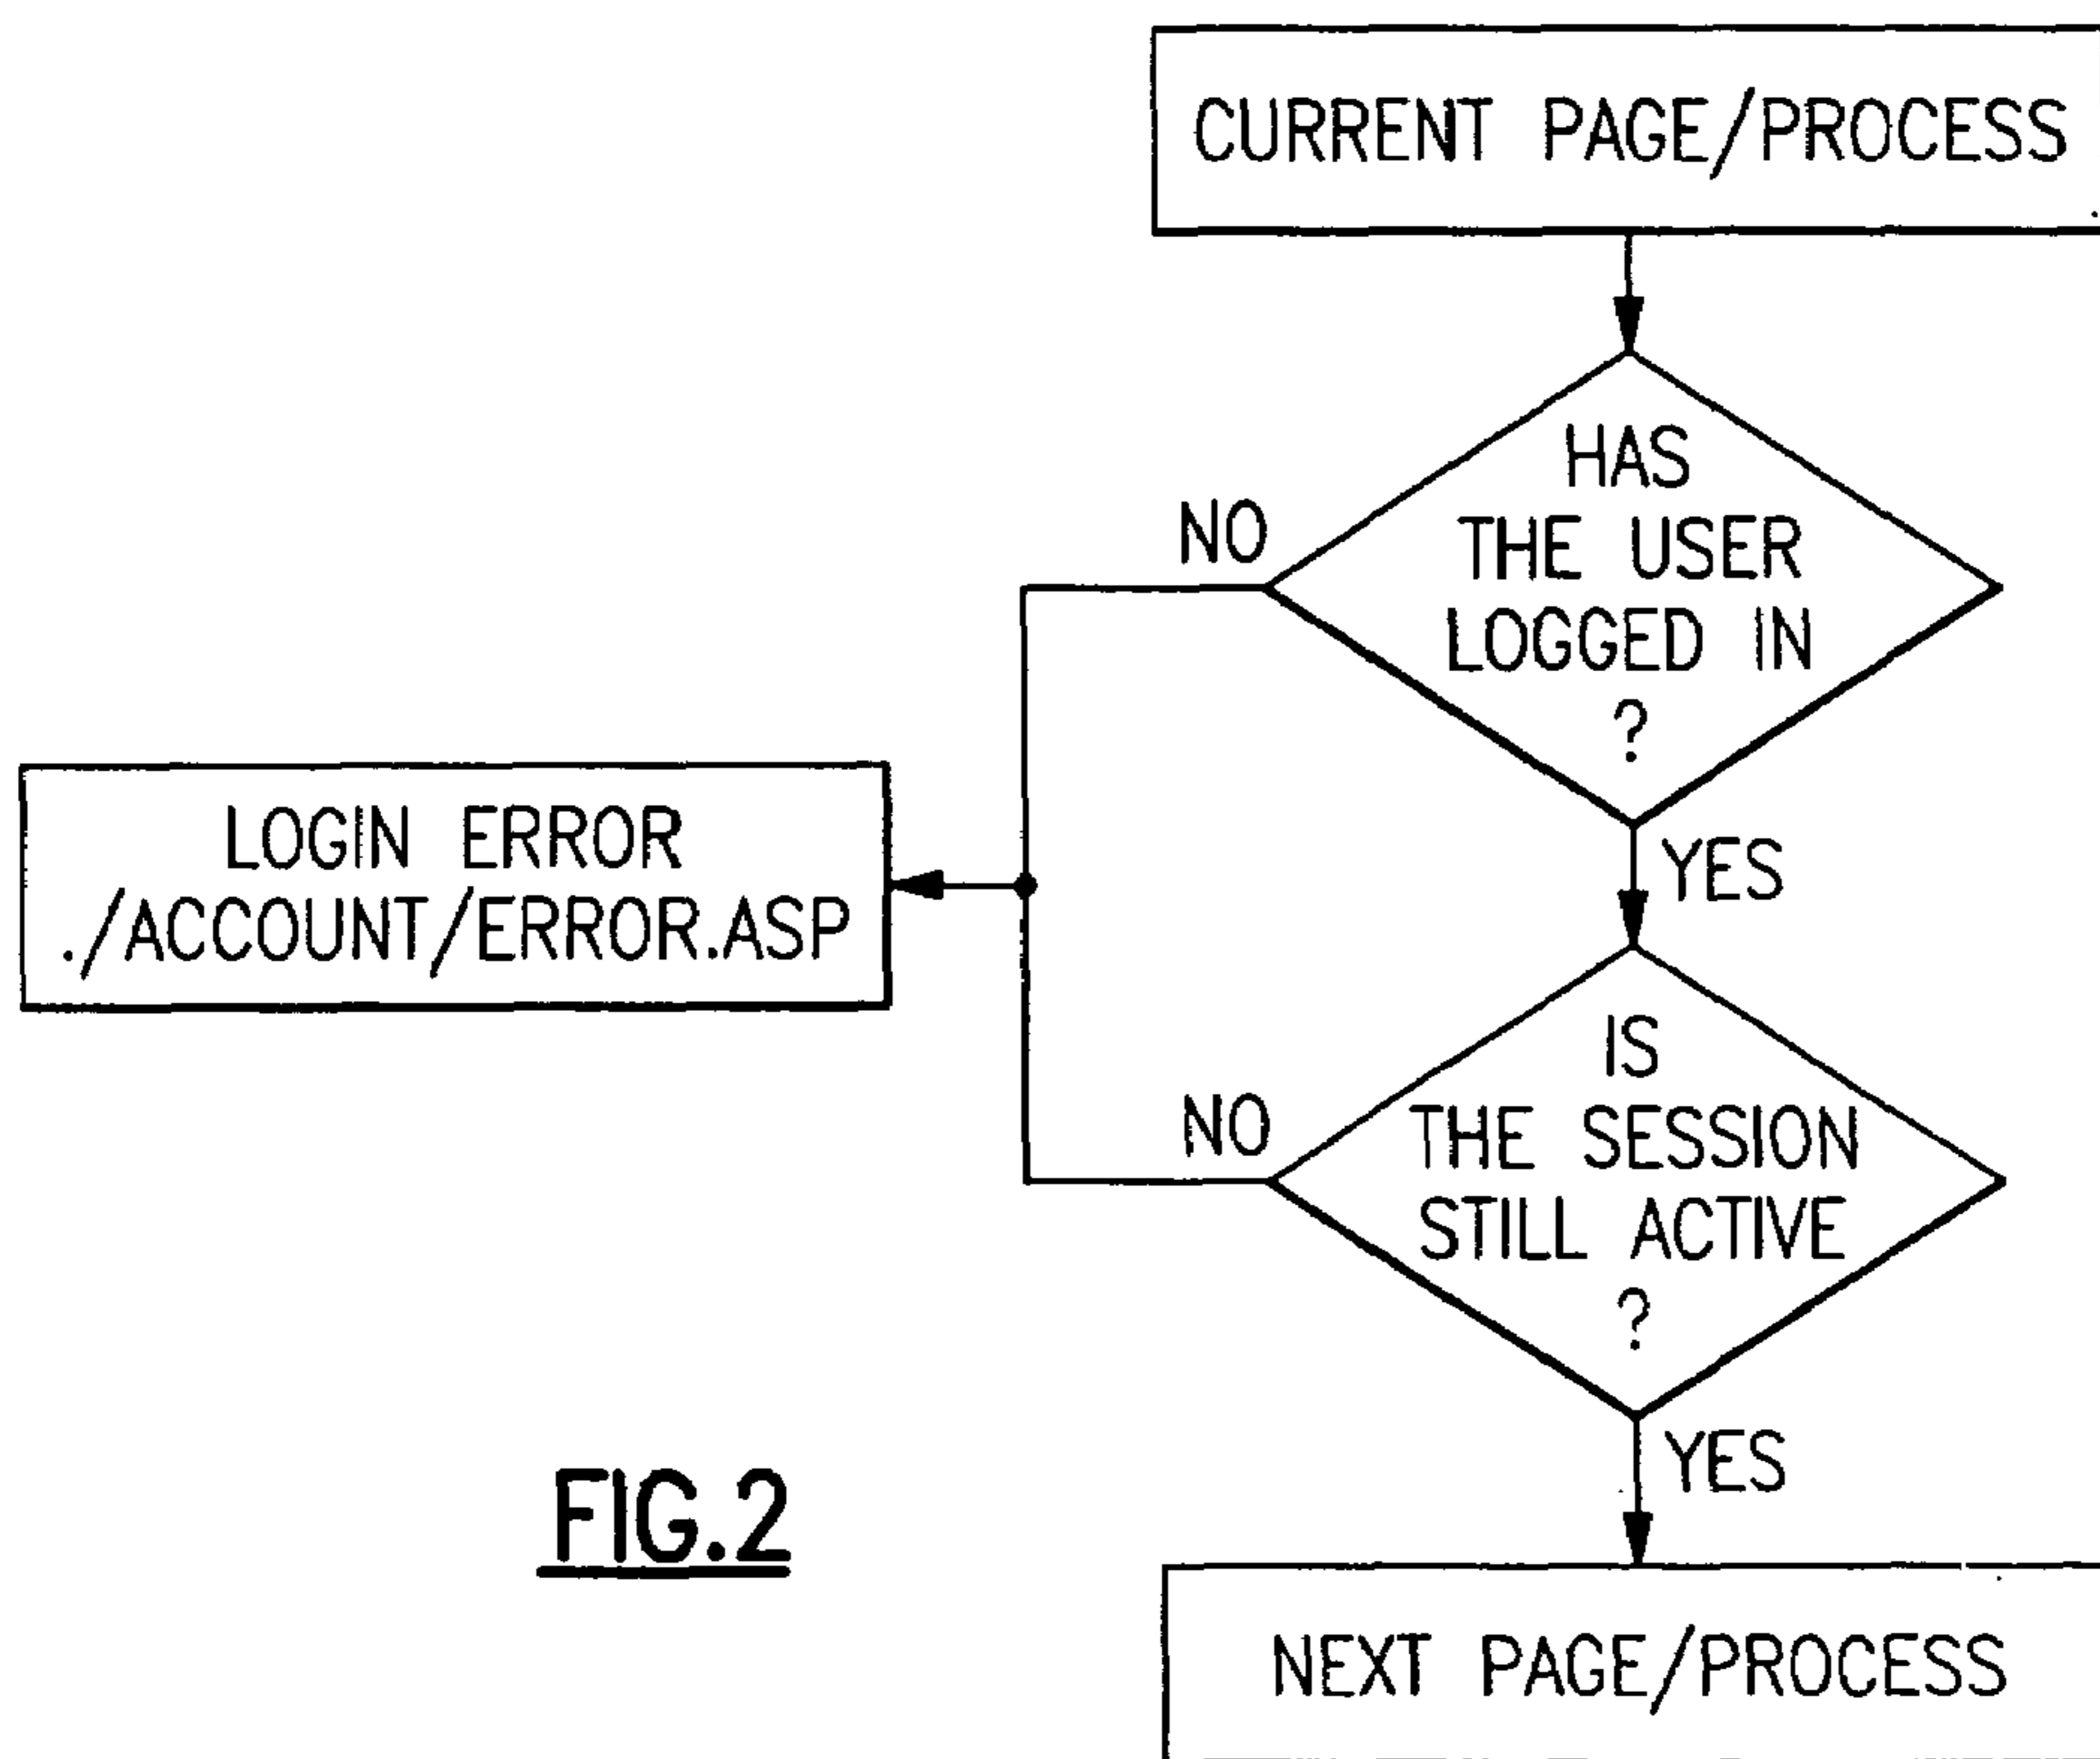 CURRENT PAGE/PROCESS
HAS
THE USER
LOGGED IN
?
NO
YES
LOGIN ERROR
./ACCOUNT/ERROR.ASP
IS
THE SESSION
STILL ACTIVE
?
NO
YES
NEXT PAGE/PROCESS
FIG.2